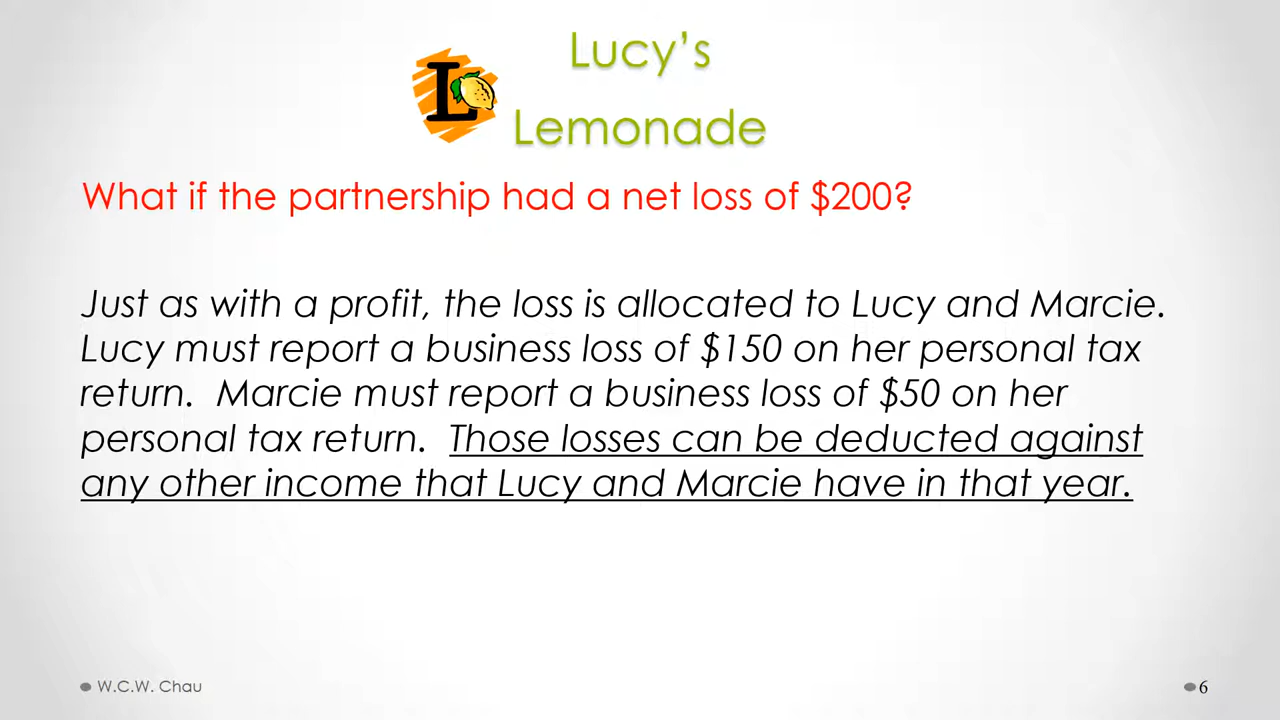 Lucy’s
L
Lemonade
What if the partnership had a net loss of $200?
Just as with a profit, the loss is allocated to Lucy and Marcie.
Lucy must report a business loss of $150 on her personal tax
return.  Marcie must report a business loss of $50 on her
personal tax return.  Those losses can be deducted against
any other income that Lucy and Marcie have in that year.
W.C.W. Chau
6